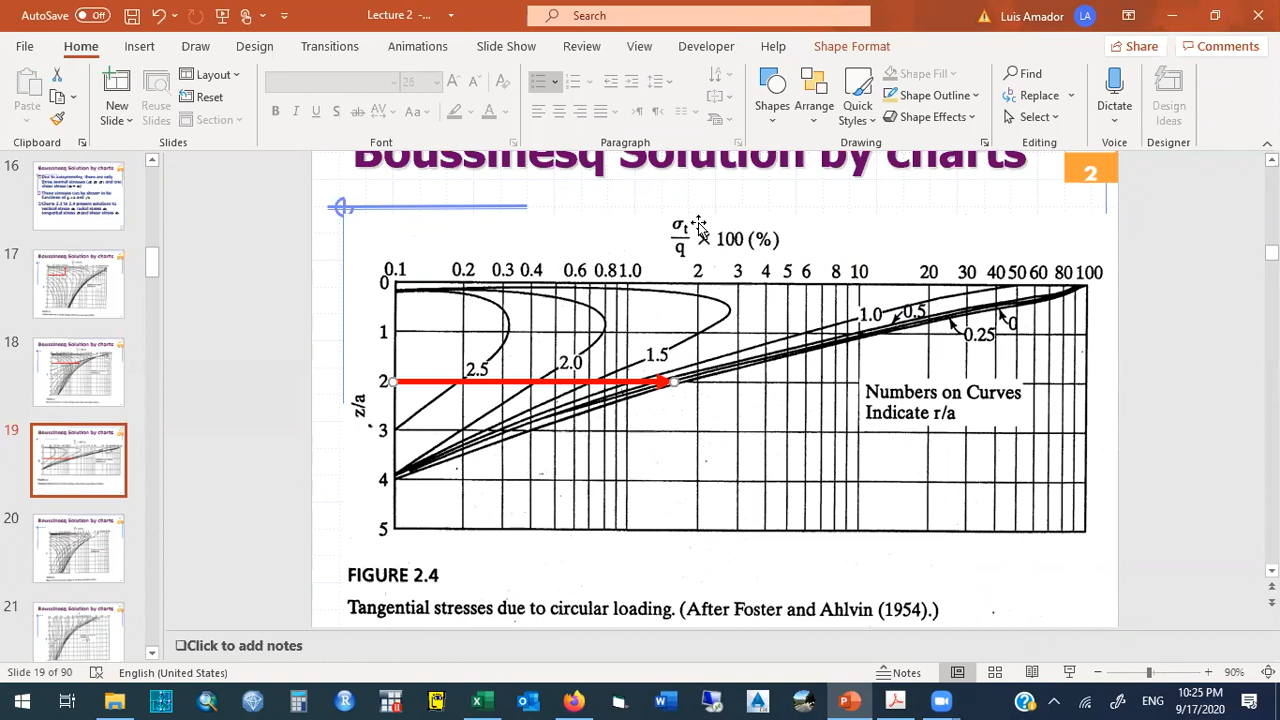 AutoSave Off
Lecture 2 -...
Search
Luis Amador LA
File Home Insert Draw Design Transitions Animations Slide Show Review View Developer Help Shape Format Share Comments
Paste
New Slide
Reuse Slides
Layout
Reset
Section
26
Shapes
Arrange
Quick Styles
Shape Fill
Shape Outline
Shape Effects
Find
Replace
Select
Dictate
Design Ideas
Clipboard Slides Font Paragraph Drawing Editing Voice Designer
16
17
18
19
20
21
Boussinesq Solution by charts
2
σt
q
× 100 (%)
0.1 0.2 0.3 0.4 0.6 0.8 1.0 2 3 4 5 6 8 10 20 30 40 50 60 80 100
0
1
2
3
4
5
z/a
2.5 2.0 1.5 1.0 0.5 0.25 0
Numbers on Curves
Indicate r/a
FIGURE 2.4
Tangential stresses due to circular loading. (After Foster and Ahlvin (1954).)
Click to add notes
Slide 19 of 90 English (United States) Notes 90%
ENG 10:25 PM
9/17/2020